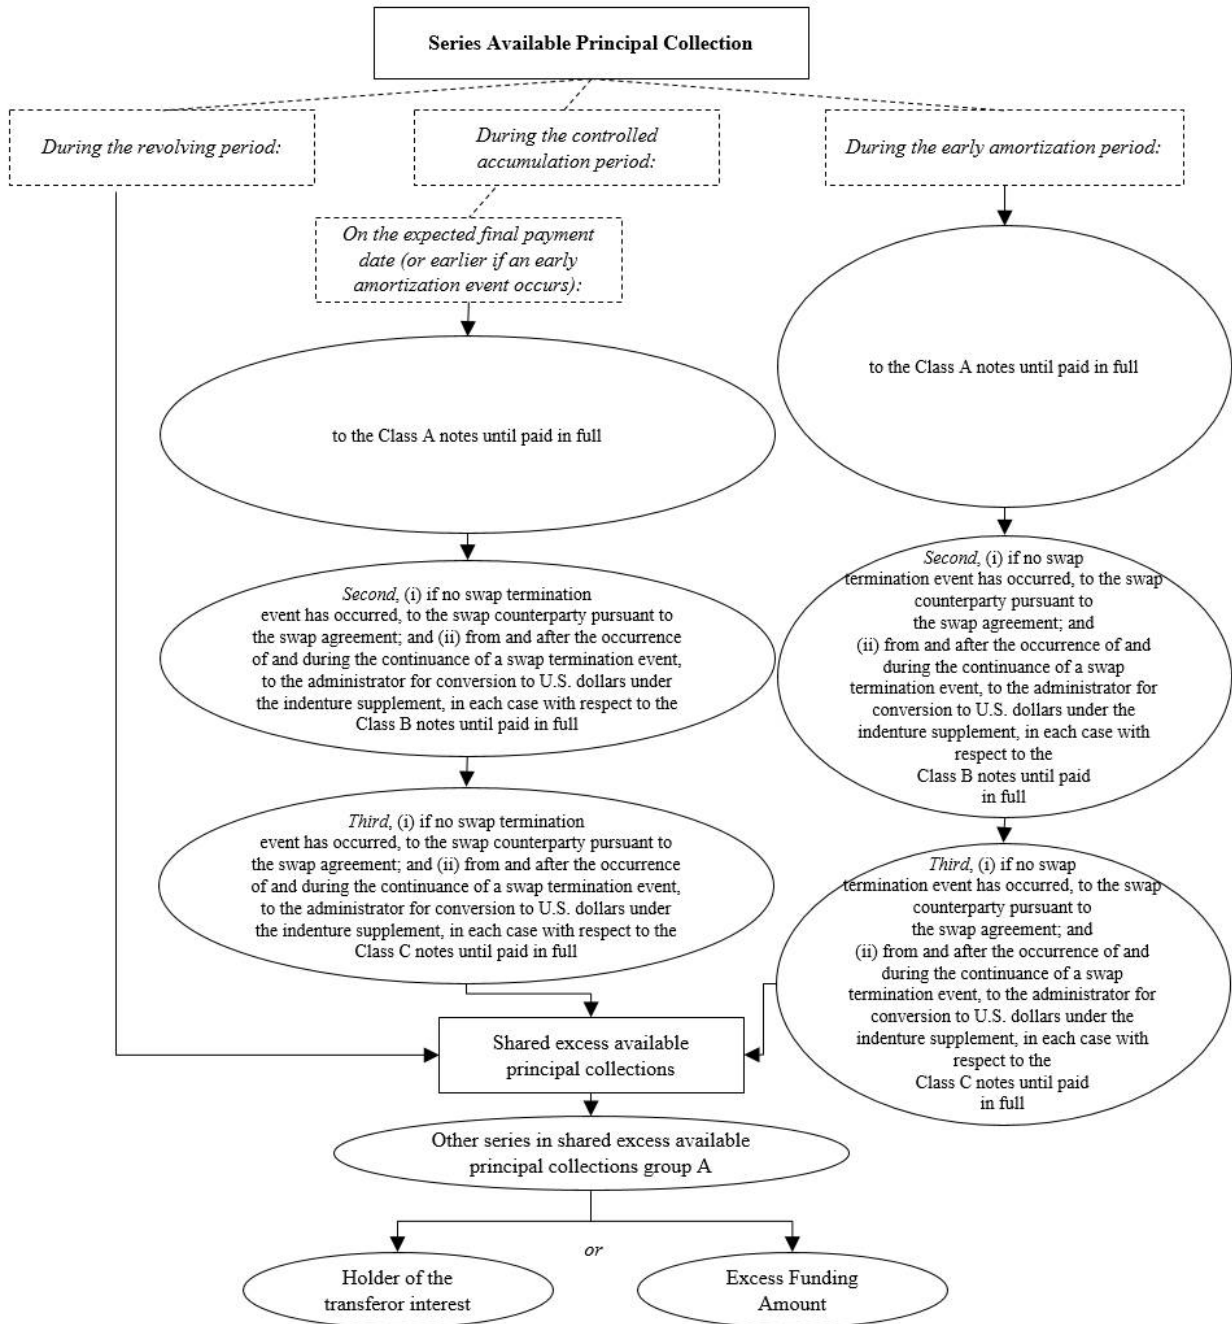 Series Available Principal Collection
During the revolving period:
During the controlled
accumulation period:
During the early amortization period:
On the expected final payment
date (or earlier if an early
amortization event occurs):
to the Class A notes until paid in full
to the Class A notes until paid in full
Second, (i) if no swap termination
event has occurred, to the swap counterparty pursuant to
the swap agreement; and (ii) from and after the occurrence
of and during the continuance of a swap termination event,
to the administrator for conversion to U.S. dollars under
the indenture supplement, in each case with respect to the
Class B notes until paid in full
Second, (i) if no swap
termination event has occurred, to the swap
counterparty pursuant to
the swap agreement; and
(ii) from and after the occurrence of and
during the continuance of a swap
termination event, to the administrator for
conversion to U.S. dollars under the
indenture supplement, in each case with
respect to the
Class B notes until paid
in full
Third, (i) if no swap termination
event has occurred, to the swap counterparty pursuant to
the swap agreement; and (ii) from and after the occurrence
of and during the continuance of a swap termination event,
to the administrator for conversion to U.S. dollars under
the indenture supplement, in each case with respect to the
Class C notes until paid in full
Third, (i) if no swap
termination event has occurred, to the swap
counterparty pursuant to
the swap agreement; and
(ii) from and after the occurrence of and
during the continuance of a swap
termination event, to the administrator for
conversion to U.S. dollars under the
indenture supplement, in each case with
respect to the
Class C notes until paid
in full
Shared excess available
principal collections
Other series in shared excess available
principal collections group A
or
Holder of the
transferor interest
Excess Funding
Amount